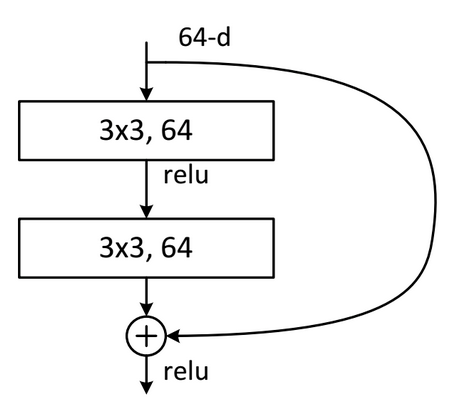 64-d
3x3, 64
relu
3x3, 64
+
relu